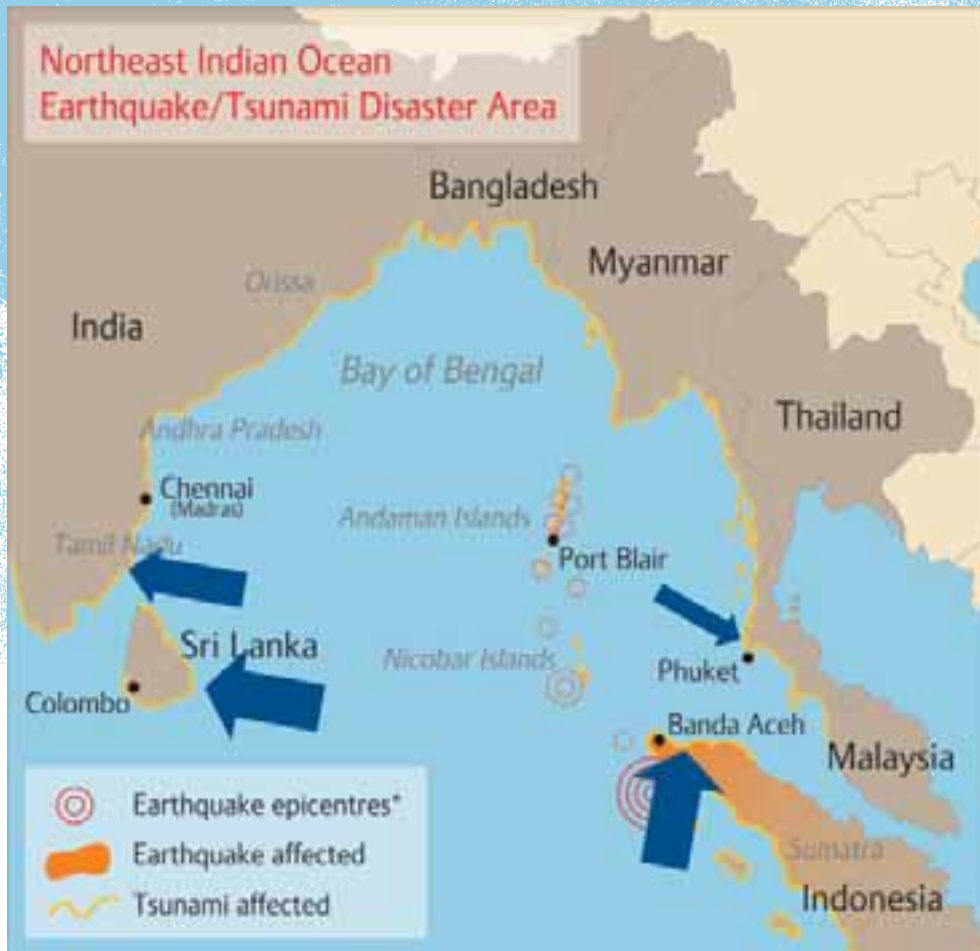 Northeast Indian Ocean
Earthquake/Tsunami Disaster Area
Bangladesh
Myanmar
Orissa
India
Bay of Bengal
Thailand
Andhra Pradesh
Chennai
(Madras)
Andaman Islands
Tamil Nadu
Port Blair
Sri Lanka
Nicobar Islands
Phuket
Colombo
Banda Aceh
Malaysia
Earthquake epicentres*
Earthquake affected
Sumatra
Indonesia
Tsunami affected